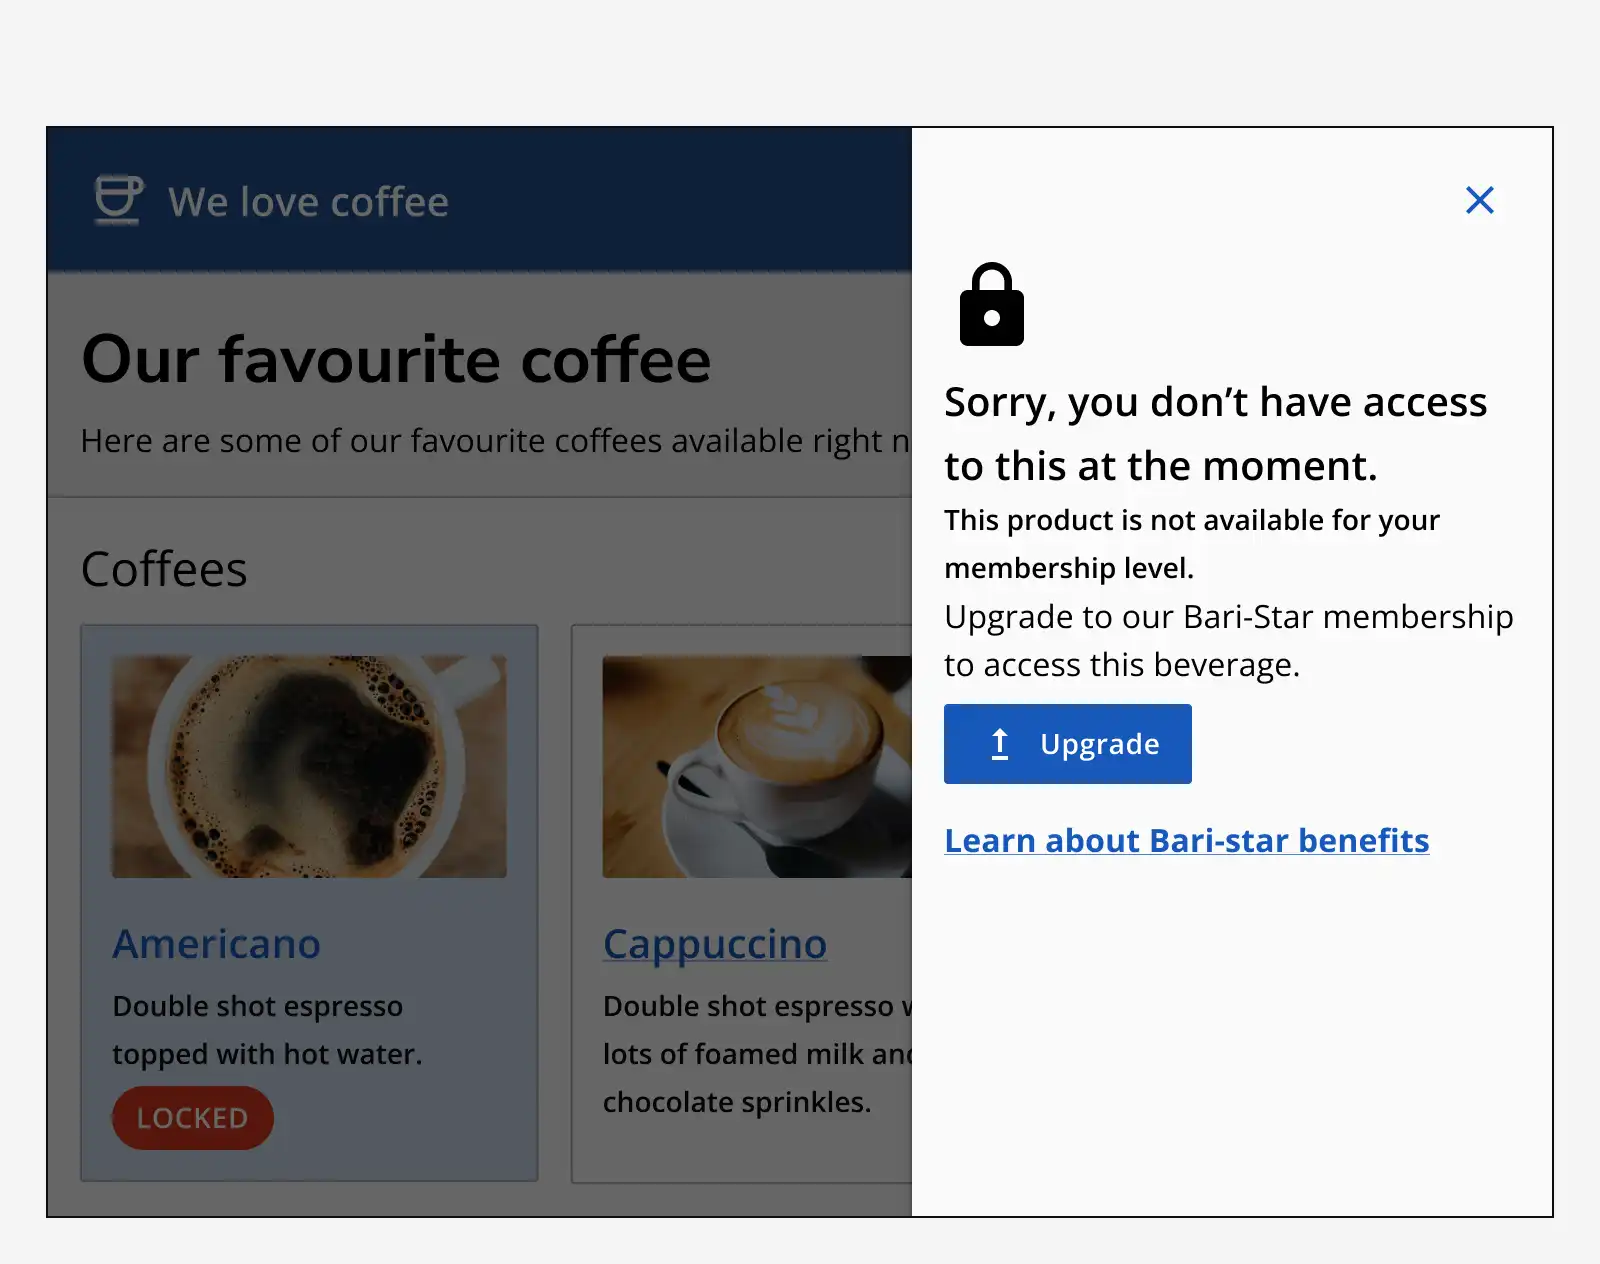 We love coffee
Our favourite coffee
Here are some of our favourite coffees available right n
Coffees
Americano
Double shot espresso
topped with hot water.
LOCKED
Cappuccino
Double shot espresso
lots of foamed milk and
chocolate sprinkles.
Sorry, you don’t have access
to this at the moment.
This product is not available for your
membership level.
Upgrade to our Bari-Star membership
to access this beverage.
Upgrade
Learn about Bari-star benefits